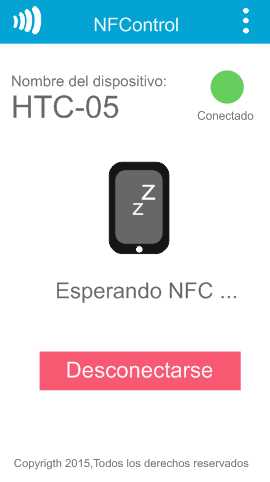 NFControl
Nombre del dispositivo:
HTC-05
Conectado
z
z
Esperando NFC ...
Desconectarse
Copyrigth 2015,Todos los derechos reservados